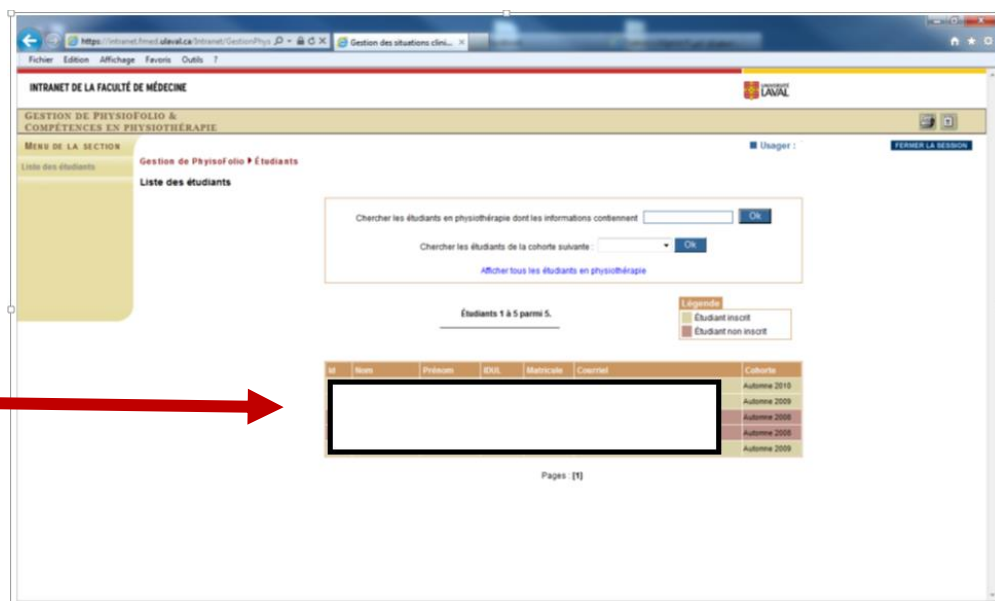 https://intranet.fmed.ulaval.ca/Intranet/GestionPhys
Gestion des situations clini...
Fichier Edition Affichage Favoris Outils ?
INTRANET DE LA FACULTÉ DE MÉDECINE
UNIVERSITÉ LAVAL
GESTION DE PHYSIOFOLIO &
COMPÉTENCES EN PHYSIOTHÉRAPIE
MENU DE LA SECTION
Usager :
FERMER LA SESSION
Liste des étudiants
Gestion de PhyisoFolio Étudiants
Liste des étudiants
Chercher les étudiants en physiothérapie dont les informations contiennent Ok
Chercher les étudiants de la cohorte suivante : Ok
Afficher tous les étudiants en physiothérapie
Étudiants 1 à 5 parmi 5.
Légende
Étudiant inscrit
Étudiant non inscrit
Id Nom Prénom IDUL Matricule Courriel Cohorte
Automne 2010
Automne 2009
Automne 2008
Automne 2008
Automne 2009
Pages : [1]